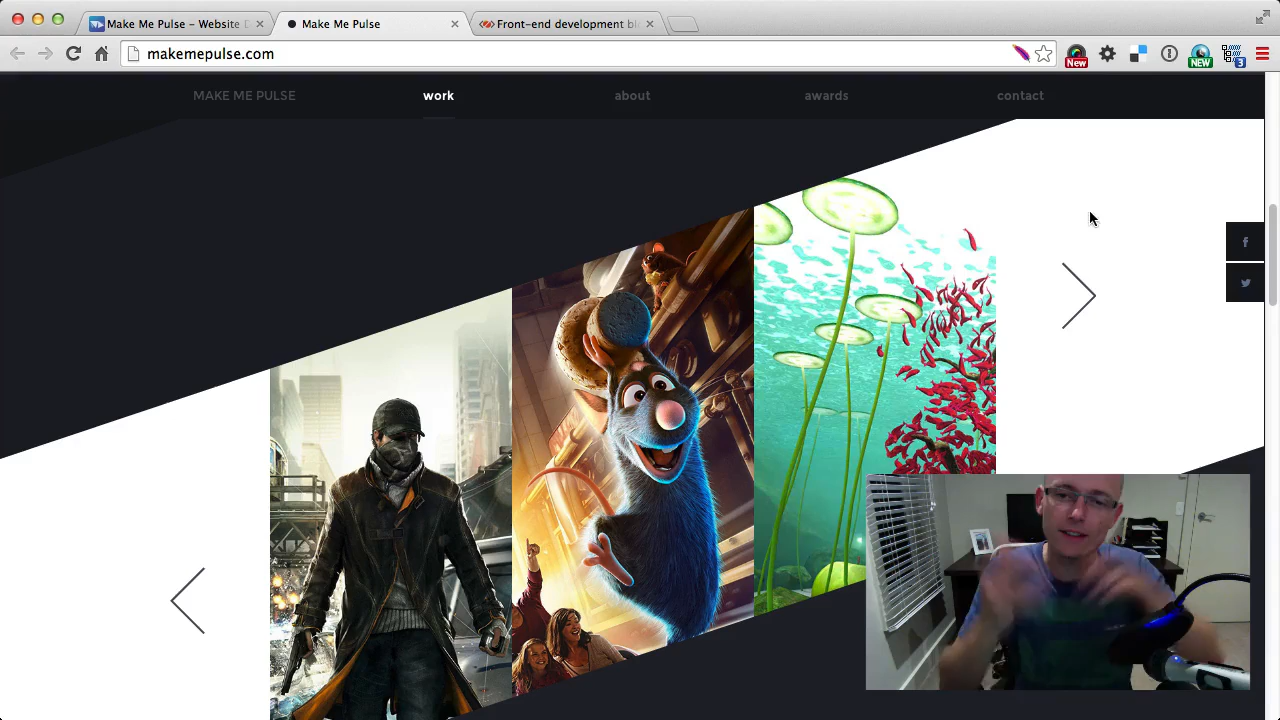 Make Me Pulse – Website D
Make Me Pulse
Front-end development bl
makemepulse.com
New
NEW
3
MAKE ME PULSE
work
about
awards
contact
f